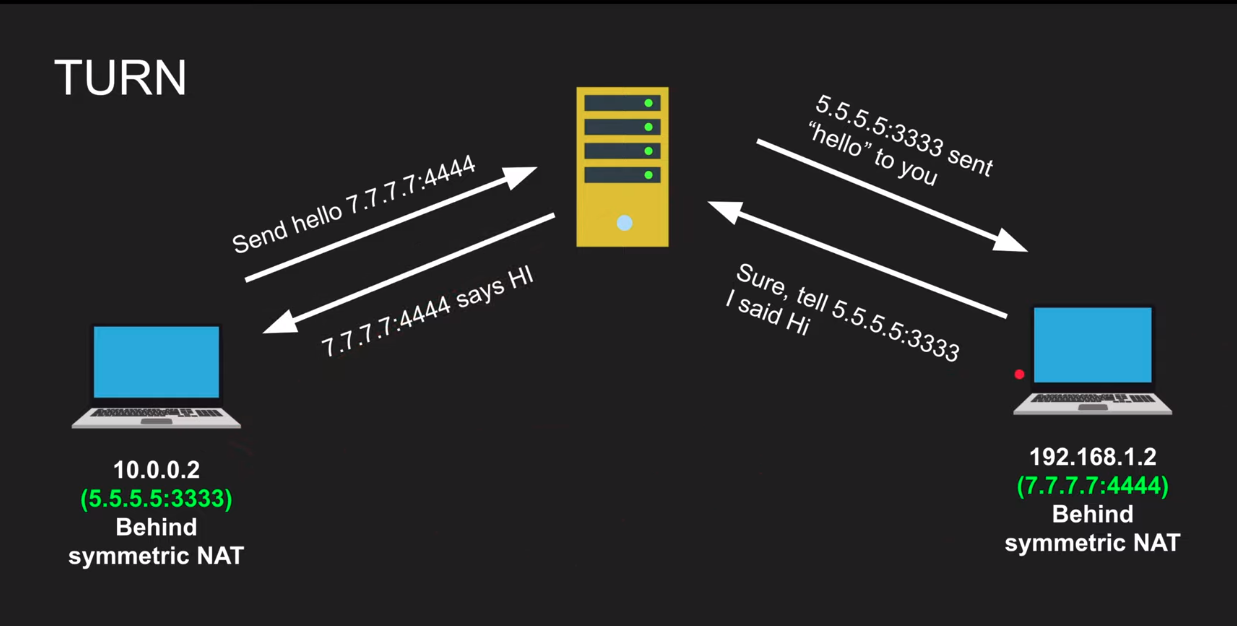 TURN
Send hello 7.7.7.7:4444
7.7.7.7:4444 says HI
5.5.5.5:3333 sent
“hello” to you
Sure, tell 5.5.5.5:3333
I said Hi
10.0.0.2
(5.5.5.5:3333)
Behind
symmetric NAT
192.168.1.2
(7.7.7.7:4444)
Behind
symmetric NAT